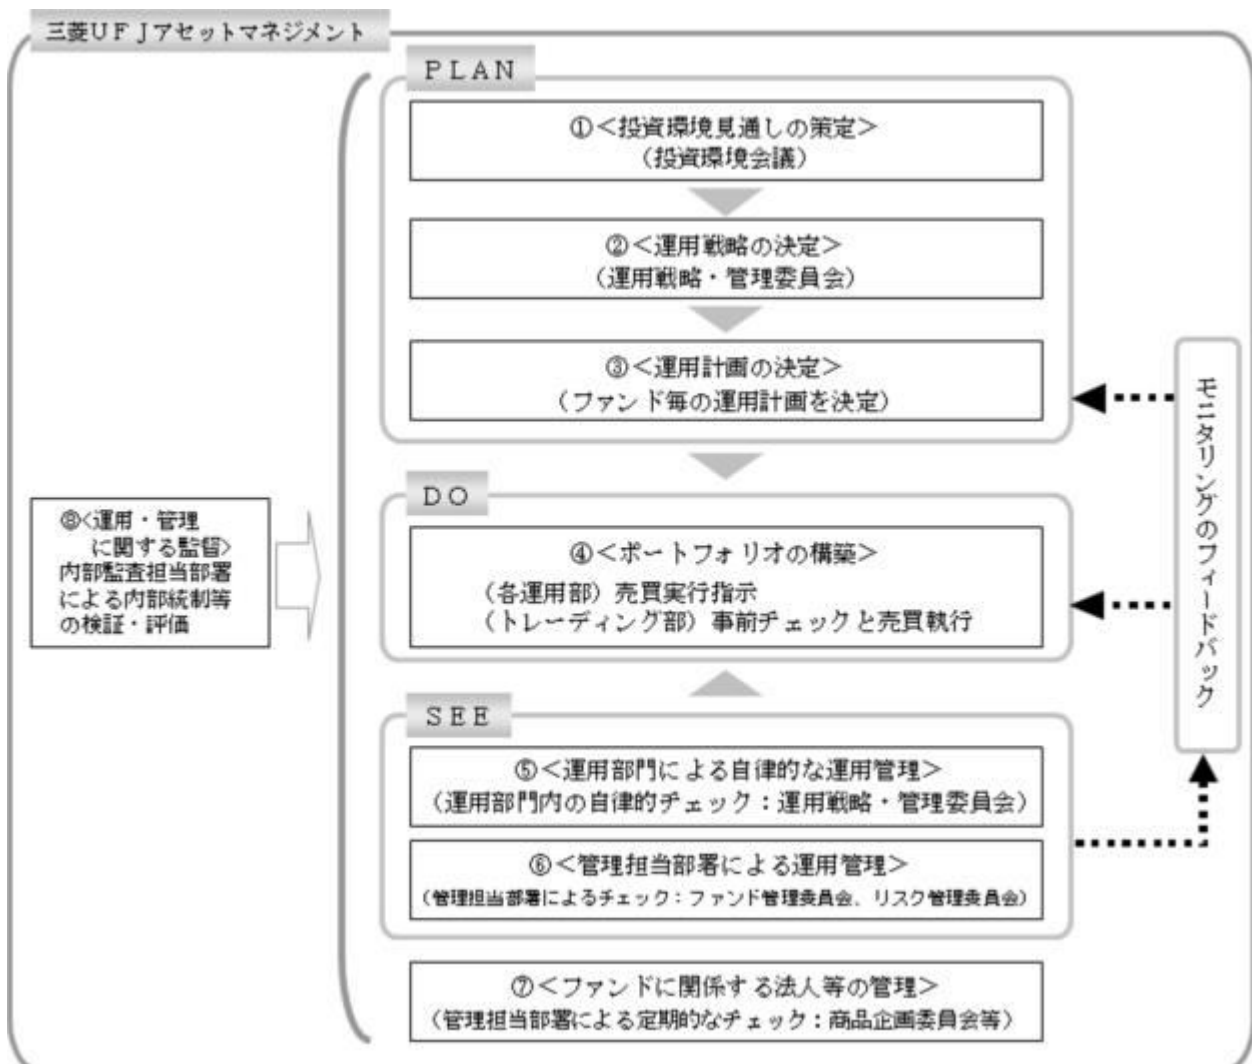 三菱ＵＦＪアセットマネジメント
ＰＬＡＮ
①＜投資環境見通しの策定＞
（投資環境会議）
②＜運用戦略の決定＞
（運用戦略・管理委員会）
③＜運用計画の決定＞
（ファンド毎の運用計画を決定）
ＤＯ
④＜ポートフォリオの構築＞
（各運用部）売買実行指示
（トレーディング部）事前チェックと売買執行
ＳＥＥ
⑤＜運用部門による自律的な運用管理＞
（運用部門内の自律的チェック：運用戦略・管理委員会）
⑥＜管理担当部署による運用管理＞
（管理担当部署によるチェック：ファンド管理委員会、リスク管理委員会）
⑦＜ファンドに関係する法人等の管理＞
（管理担当部署による定期的なチェック：商品企画委員会等）
⑧<運用・管理
に関する監督>
内部監査担当部署
による内部統制等
の検証・評価
モニタリングのフィードバック